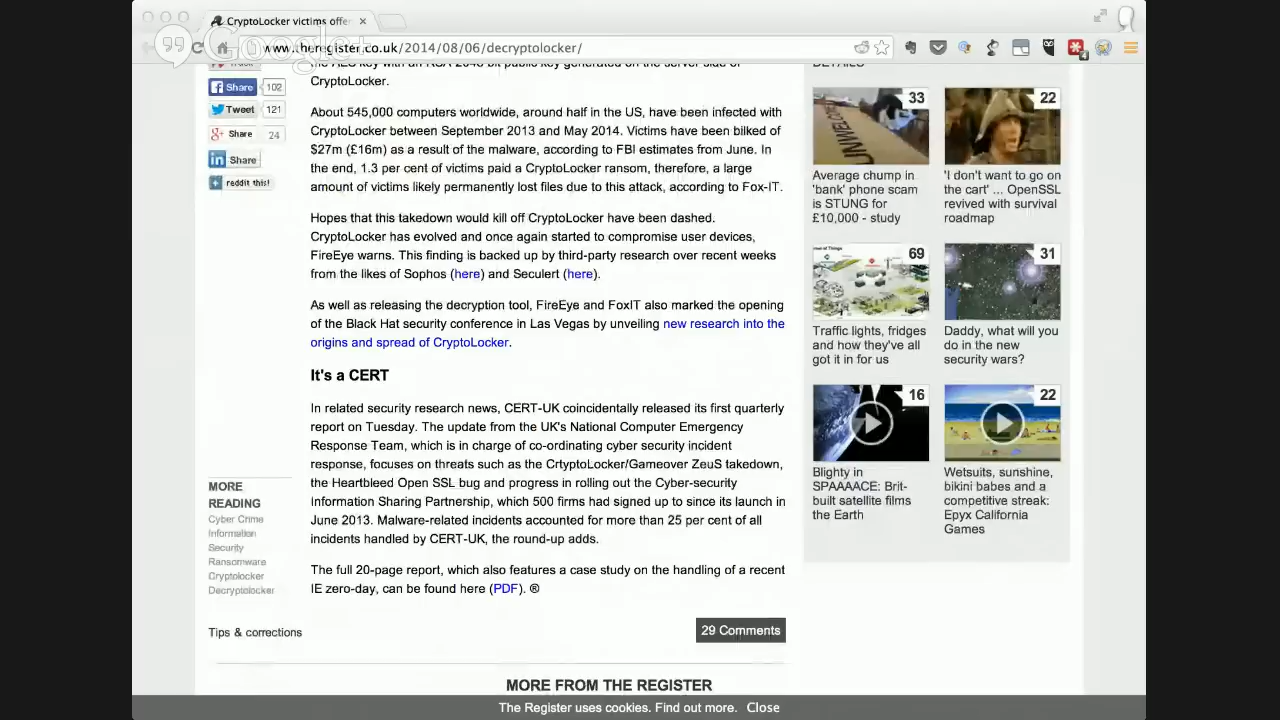 CryptoLocker victims offe
Google+
www.theregister.co.uk/2014/08/06/decryptolocker/
4
Share 102
Tweet 121
Share 24
Share
reddit this!
CryptoLocker.
About 545,000 computers worldwide, around half in the US, have been infected with
CryptoLocker between September 2013 and May 2014. Victims have been bilked of
$27m (£16m) as a result of the malware, according to FBI estimates from June. In
the end, 1.3 per cent of victims paid a CryptoLocker ransom, therefore, a large
amount of victims likely permanently lost files due to this attack, according to Fox-IT.
Hopes that this takedown would kill off CryptoLocker have been dashed.
CryptoLocker has evolved and once again started to compromise user devices,
FireEye warns. This finding is backed up by third-party research over recent weeks
from the likes of Sophos (here) and Seculert (here).
As well as releasing the decryption tool, FireEye and FoxIT also marked the opening
of the Black Hat security conference in Las Vegas by unveiling new research into the
origins and spread of CryptoLocker.
It's a CERT
In related security research news, CERT-UK coincidentally released its first quarterly
report on Tuesday. The update from the UK's National Computer Emergency
Response Team, which is in charge of co-ordinating cyber security incident
response, focuses on threats such as the CrtyptoLocker/Gameover ZeuS takedown,
the Heartbleed Open SSL bug and progress in rolling out the Cyber-security
Information Sharing Partnership, which 500 firms had signed up to since its launch in
June 2013. Malware-related incidents accounted for more than 25 per cent of all
incidents handled by CERT-UK, the round-up adds.
The full 20-page report, which also features a case study on the handling of a recent
IE zero-day, can be found here (PDF). ®
MORE
READING
Cyber Crime
Information
Security
Ransomware
Cryptolocker
Decryptolocker
Tips & corrections
29 Comments
MORE FROM THE REGISTER
33
UNWELCOM
Average chump in
'bank' phone scam
is STUNG for
£10,000 - study
22
'I don't want to go on
the cart' ... OpenSSL
revived with survival
roadmap
69
Traffic lights, fridges
and how they've all
got it in for us
31
Daddy, what will you
do in the new
security wars?
16
Blighty in
SPAAAACE: Brit-
built satellite films
the Earth
22
Wetsuits, sunshine,
bikini babes and a
competitive streak:
Epyx California
Games
The Register uses cookies. Find out more. Close